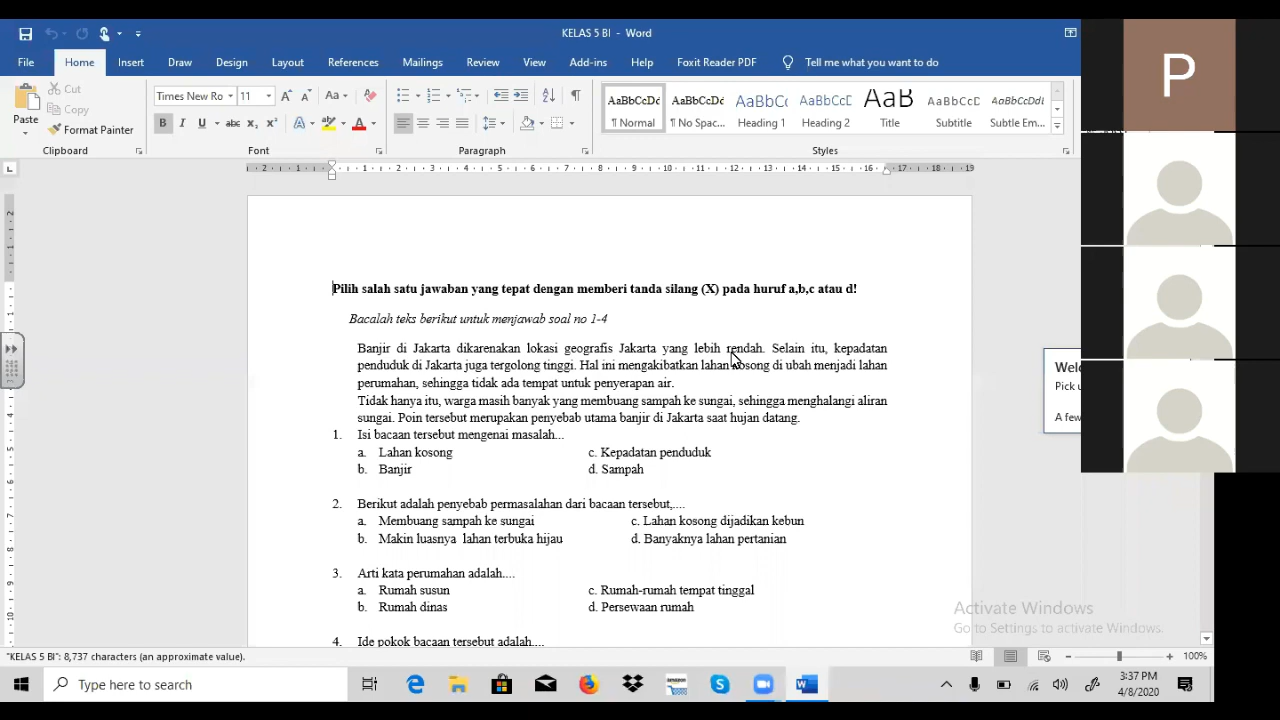 KELAS 5 BI - Word
File Home Insert Draw Design Layout References Mailings Review View Add-ins Help Foxit Reader PDF Tell me what you want to do
Paste Cut Copy Format Painter
Times New Ro 11
AaBbCcDd AaBbCcDd AaBbCc AaBbCcD AaB AaBbCcD AaBbCcDd
¶ Normal ¶ No Spac... Heading 1 Heading 2 Title Subtitle Subtle Em...
Clipboard Font Paragraph Styles
P
Pilih salah satu jawaban yang tepat dengan memberi tanda silang (X) pada huruf a,b,c atau d!
Bacalah teks berikut untuk menjawab soal no 1-4
Banjir di Jakarta dikarenakan lokasi geografis Jakarta yang lebih rendah. Selain itu, kepadatan
penduduk di Jakarta juga tergolong tinggi. Hal ini mengakibatkan lahan kosong di ubah menjadi lahan
perumahan, sehingga tidak ada tempat untuk penyerapan air.
Tidak hanya itu, warga masih banyak yang membuang sampah ke sungai, sehingga menghalangi aliran
sungai. Poin tersebut merupakan penyebab utama banjir di Jakarta saat hujan datang.
1. Isi bacaan tersebut mengenai masalah...
a. Lahan kosong c. Kepadatan penduduk
b. Banjir d. Sampah
2. Berikut adalah penyebab permasalahan dari bacaan tersebut,....
a. Membuang sampah ke sungai c. Lahan kosong dijadikan kebun
b. Makin luasnya lahan terbuka hijau d. Banyaknya lahan pertanian
3. Arti kata perumahan adalah....
a. Rumah susun c. Rumah-rumah tempat tinggal
b. Rumah dinas d. Persewaan rumah
4. Ide pokok bacaan tersebut adalah....
Pick u
A few
Activate Windows
Go to Settings to activate Windows.
"KELAS 5 BI": 8,737 characters (an approximate value).
100%
Type here to search
3:37 PM
4/8/2020